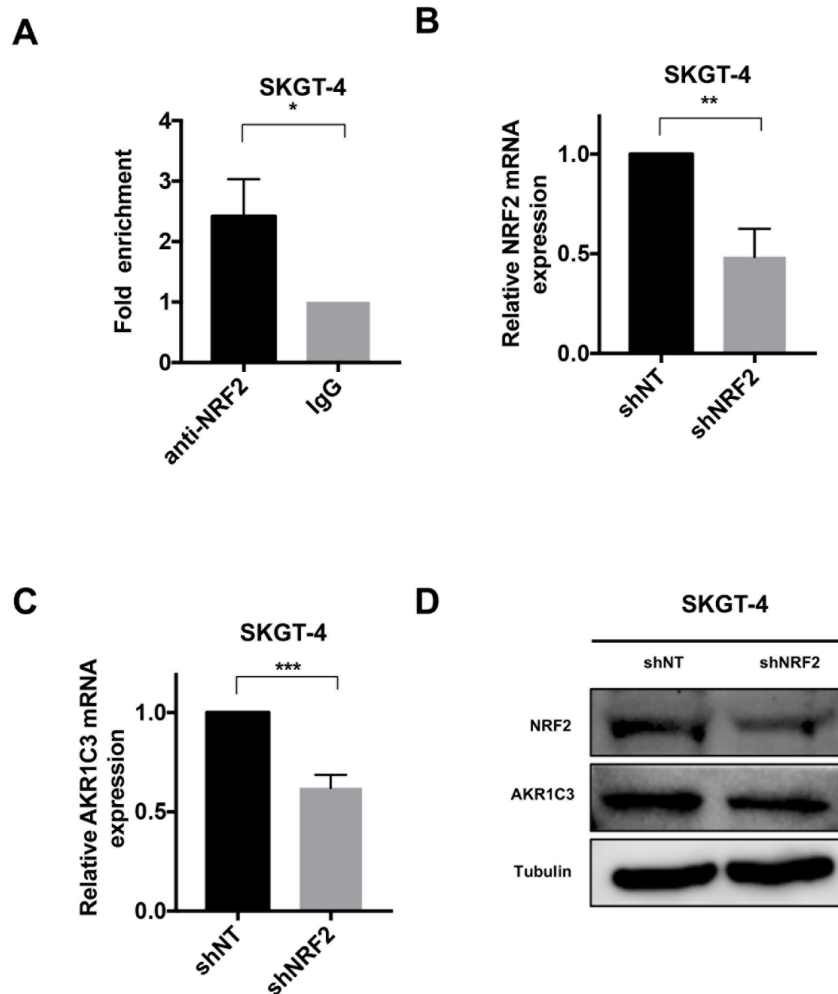 A
SKGT-4
*
Fold enrichment
4
3
2
1
0
anti-NRF2
IgG
B
SKGT-4
**
Relative NRF2 mRNA
expression
1.0
0.5
0.0
shNT
shNRF2
C
SKGT-4
***
Relative AKR1C3 mRNA
expression
1.0
0.5
0.0
shNT
shNRF2
D
SKGT-4
shNT shNRF2
NRF2
AKR1C3
Tubulin